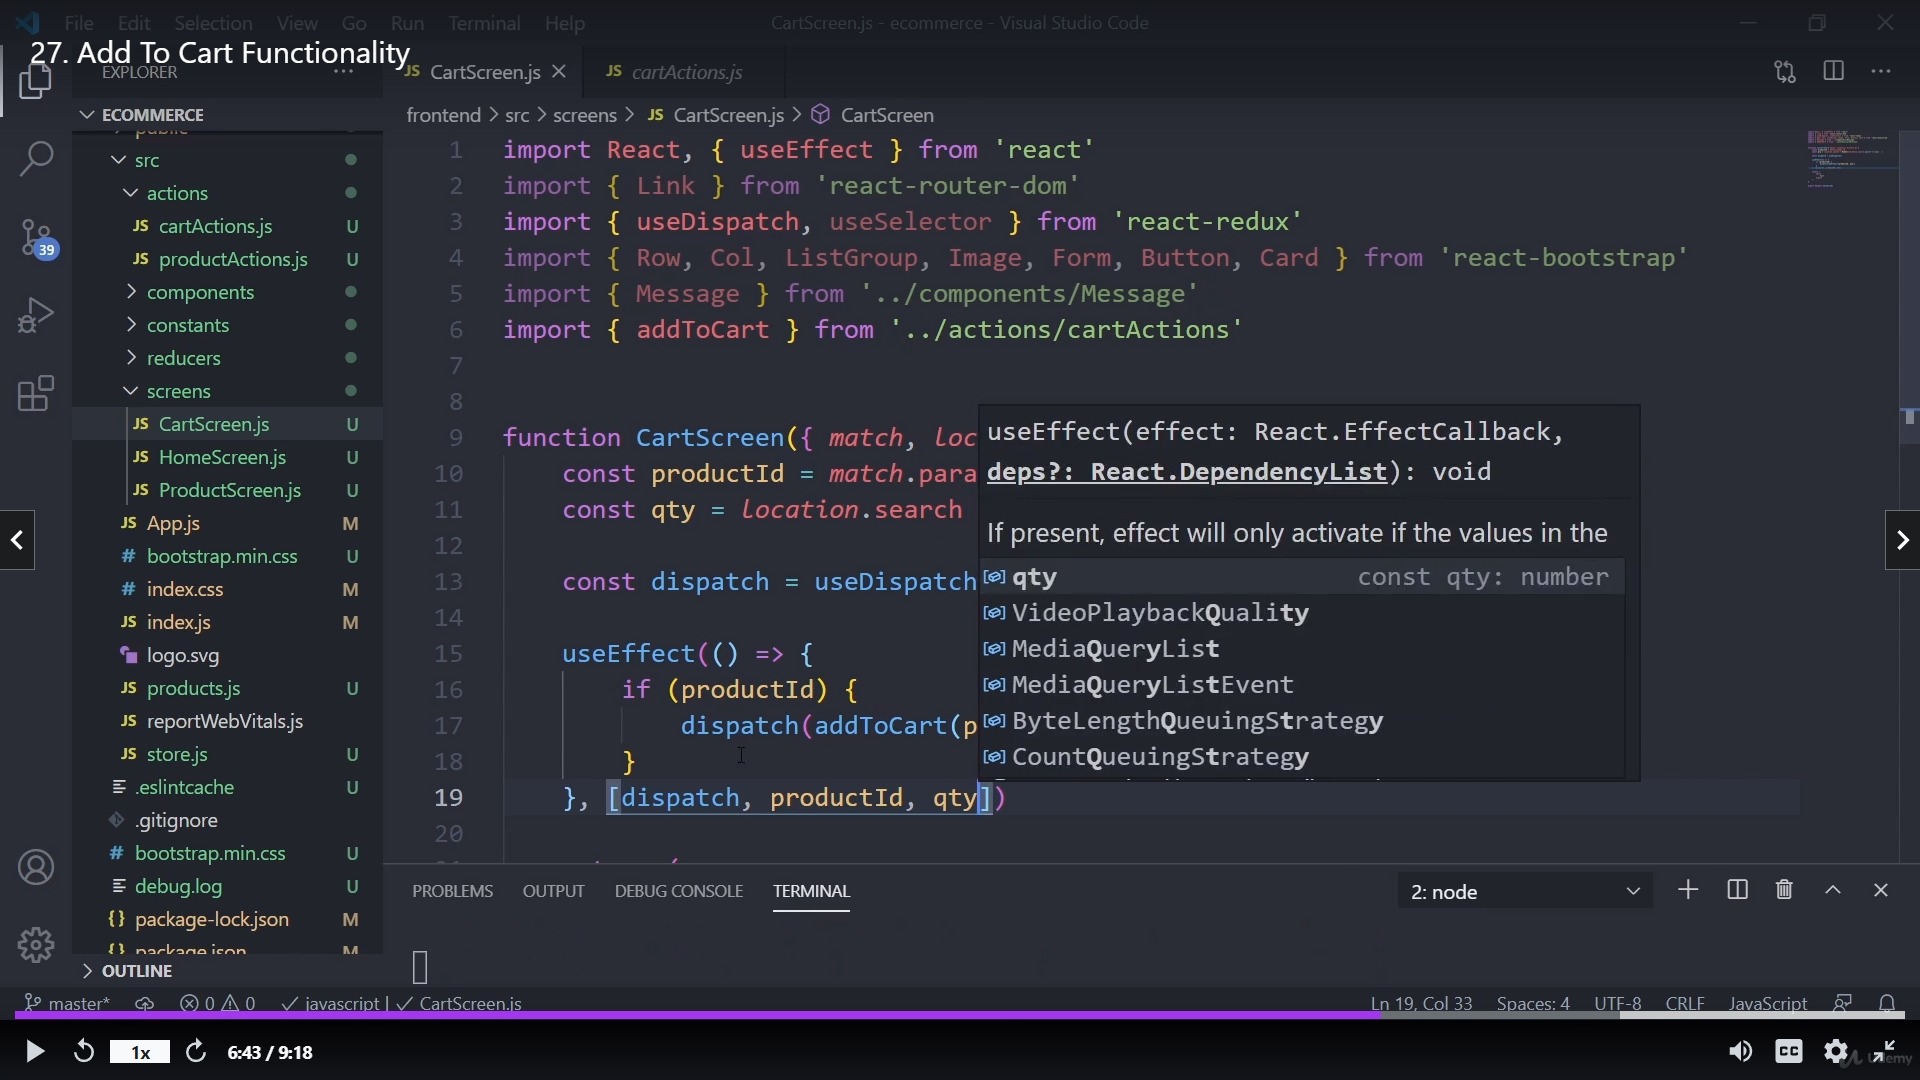 File Edit Selection View Go Run Terminal Help
CartScreen.js - ecommerce - Visual Studio Code
27. Add To Cart Functionality
EXPLORER
JS CartScreen.js
JS cartActions.js
ECOMMERCE
frontend > src > screens > JS CartScreen.js > CartScreen
public
src
actions
JS cartActions.js U
JS productActions.js U
components
constants
reducers
screens
JS CartScreen.js U
JS HomeScreen.js U
JS ProductScreen.js U
JS App.js M
# bootstrap.min.css U
# index.css M
JS index.js M
logo.svg
JS products.js U
JS reportWebVitals.js
JS store.js U
.eslintcache U
.gitignore
# bootstrap.min.css U
debug.log U
{} package-lock.json M
{} package.json M
OUTLINE
39
1 import React, { useEffect } from 'react'
2 import { Link } from 'react-router-dom'
3 import { useDispatch, useSelector } from 'react-redux'
4 import { Row, Col, ListGroup, Image, Form, Button, Card } from 'react-bootstrap'
5 import { Message } from '../components/Message'
6 import { addToCart } from '../actions/cartActions'
7
8
9 function CartScreen({ match, loc
10 const productId = match.para
11 const qty = location.search
12
13 const dispatch = useDispatch
14
15 useEffect(() => {
16 if (productId) {
17 dispatch(addToCart(p
18 }
19 }, [dispatch, productId, qty])
20
useEffect(effect: React.EffectCallback,
deps?: React.DependencyList): void
If present, effect will only activate if the values in the
qty const qty: number
VideoPlaybackQuality
MediaQueryList
MediaQueryListEvent
ByteLengthQueuingStrategy
CountQueuingStrategy
PROBLEMS OUTPUT DEBUG CONSOLE TERMINAL
2: node
master* 0 0 javascript | CartScreen.js
Ln 19, Col 33 Spaces: 4 UTF-8 CRLF JavaScript
1x 6:43 / 9:18
CC
Udemy